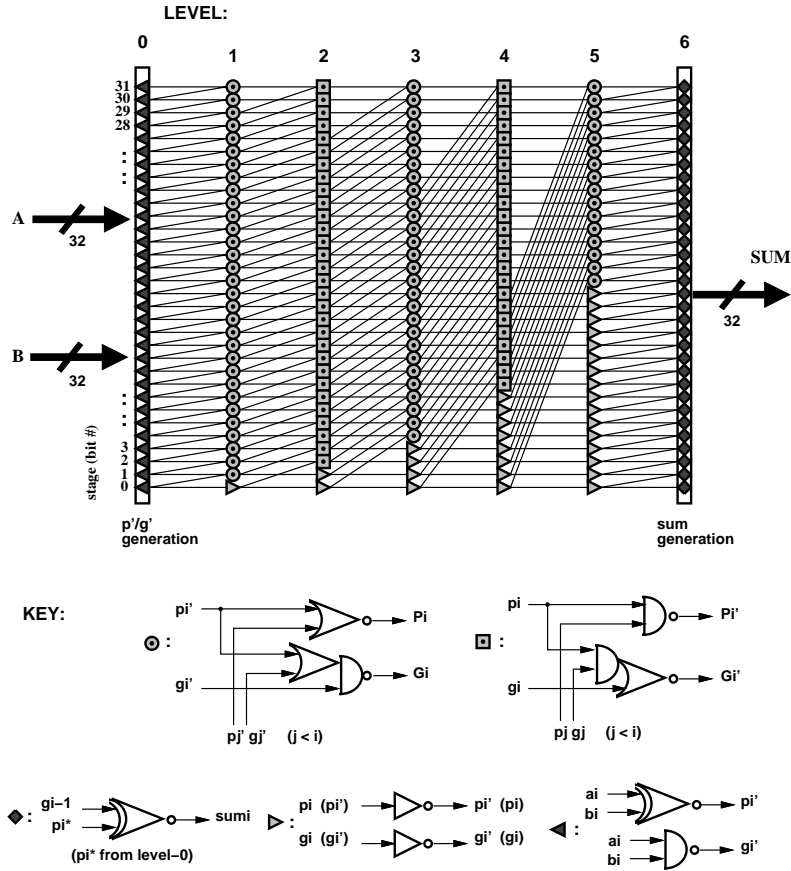 LEVEL:
0 1 2 3 4 5 6
31
30
29
28
:
:
A
32
SUM
32
B
32
:
:
stage (bit #)
3
2
1
0
p'/g'
generation
sum
generation
KEY:
pi'
Pi
:
gi'
Gi
pj' gj' (j < i)
pi
Pi'
:
gi
Gi'
pj gj (j < i)
: gi−1
pi*
sumi
(pi* from level−0)
: pi (pi') pi' (pi)
gi (gi') gi' (gi)
: ai
bi
pi'
ai
bi
gi'